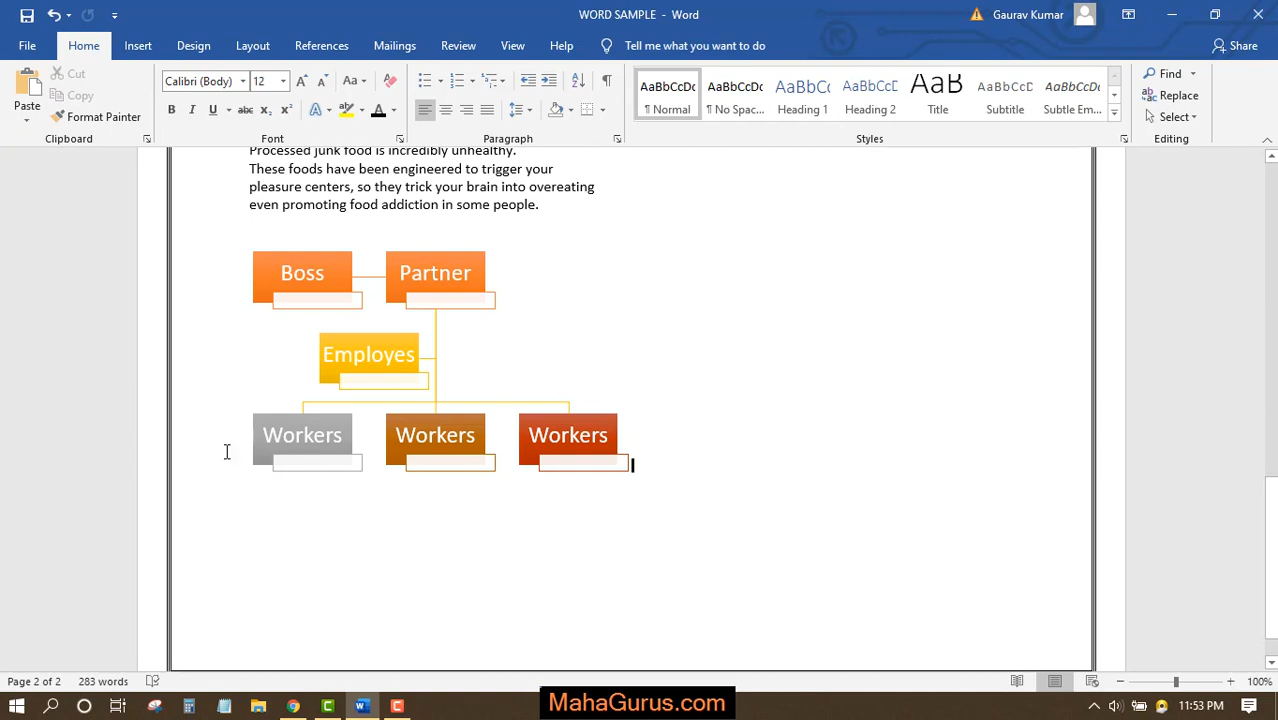 WORD SAMPLE - Word
Gaurav Kumar
File Home Insert Design Layout References Mailings Review View Help Tell me what you want to do
Share
Paste
Cut
Copy
Format Painter
Clipboard
Calibri (Body) 12
Font
Paragraph
AaBbCcDc AaBbCcDc AaBbCc AaBbCcD AaB AaBbCcD AaBbCcDc
¶ Normal ¶ No Spac... Heading 1 Heading 2 Title Subtitle Subtle Em...
Styles
Find
Replace
Select
Editing
Processed junk food is incredibly unhealthy.
These foods have been engineered to trigger your
pleasure centers, so they trick your brain into overeating
even promoting food addiction in some people.
Boss Partner
Employes
Workers Workers Workers
Page 2 of 2 283 words
100%
MahaGurus.com
11:53 PM